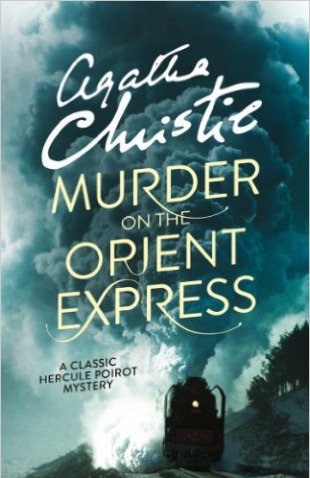 Agatha
Christie
MURDER
ON THE
ORIENT
EXPRESS
A CLASSIC
HERCULE POIROT
MYSTERY